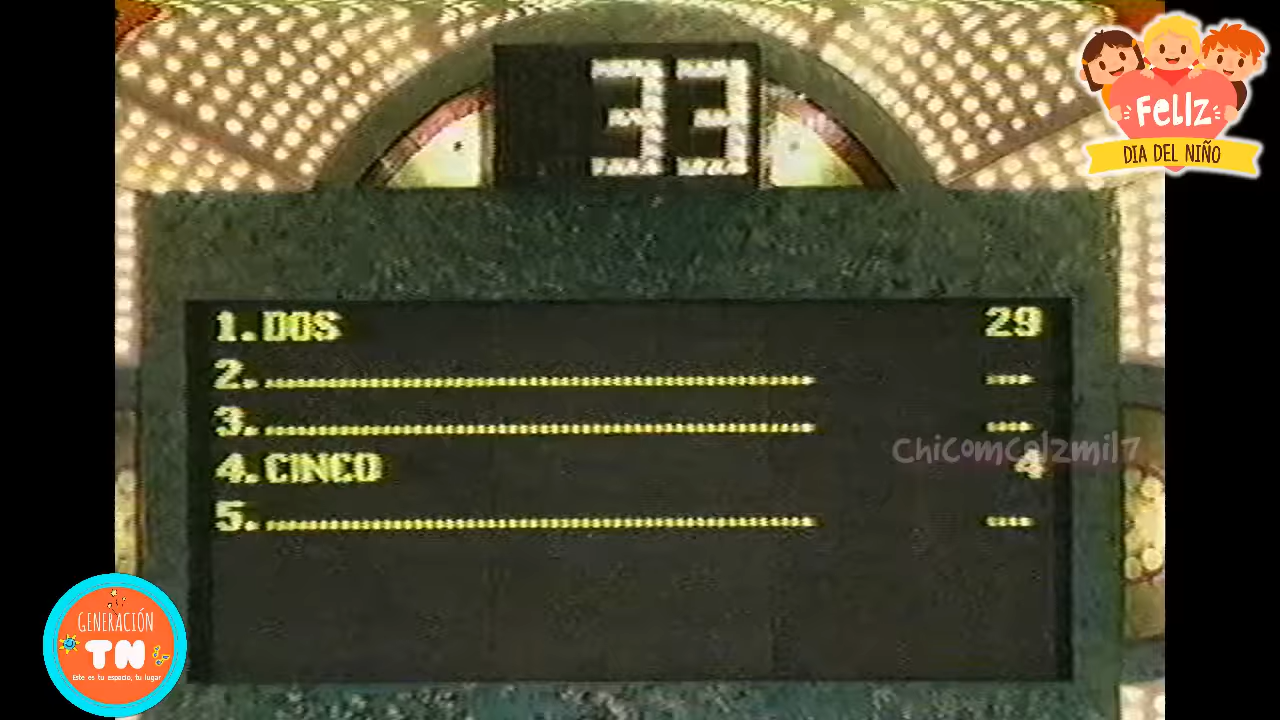 33
FELIZ
DIA DEL NIÑO
1. DOS 29
2. ---
3. ---
ChiComCol2mil7
4. CINCO 4
5. ---
GENERACIÓN
TN
Este es tu espacio, tu lugar